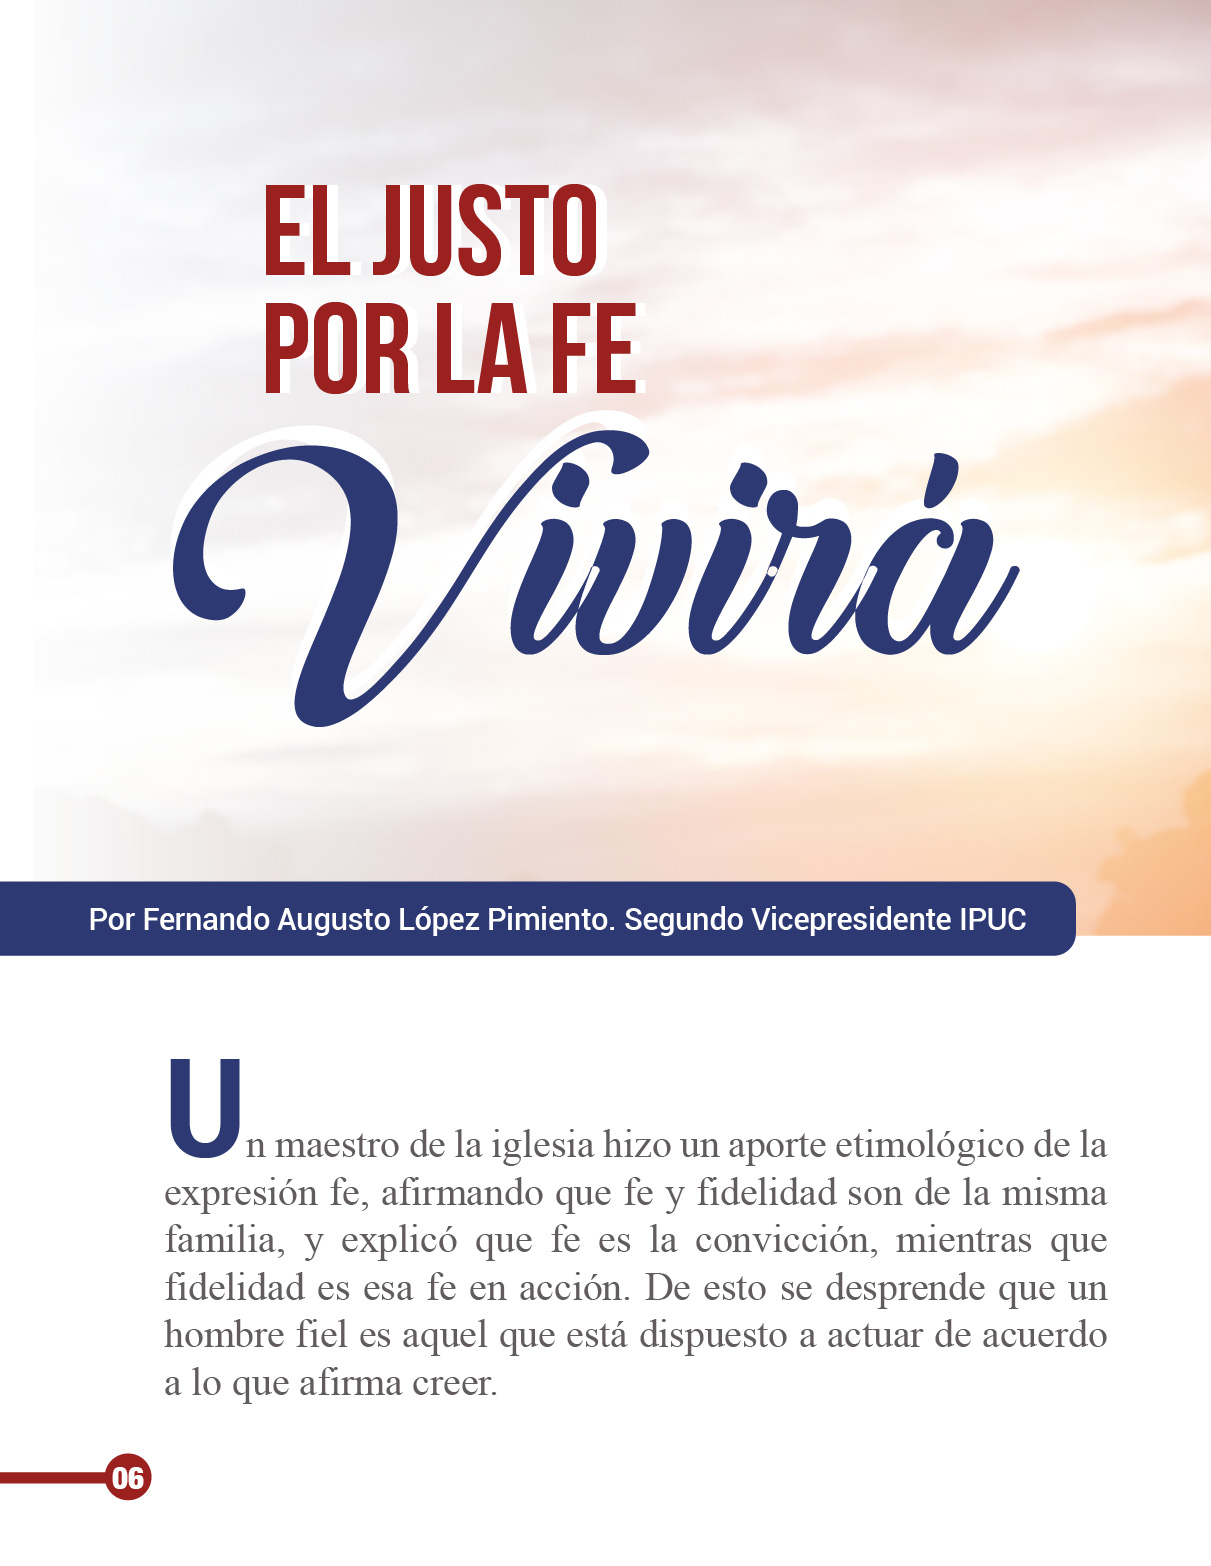 EL JUSTO
POR LA FE
Vivirá
Por Fernando Augusto López Pimiento. Segundo Vicepresidente IPUC
Un maestro de la iglesia hizo un aporte etimológico de la
expresión fe, afirmando que fe y fidelidad son de la misma
familia, y explicó que fe es la convicción, mientras que
fidelidad es esa fe en acción. De esto se desprende que un
hombre fiel es aquel que está dispuesto a actuar de acuerdo
a lo que afirma creer.
06